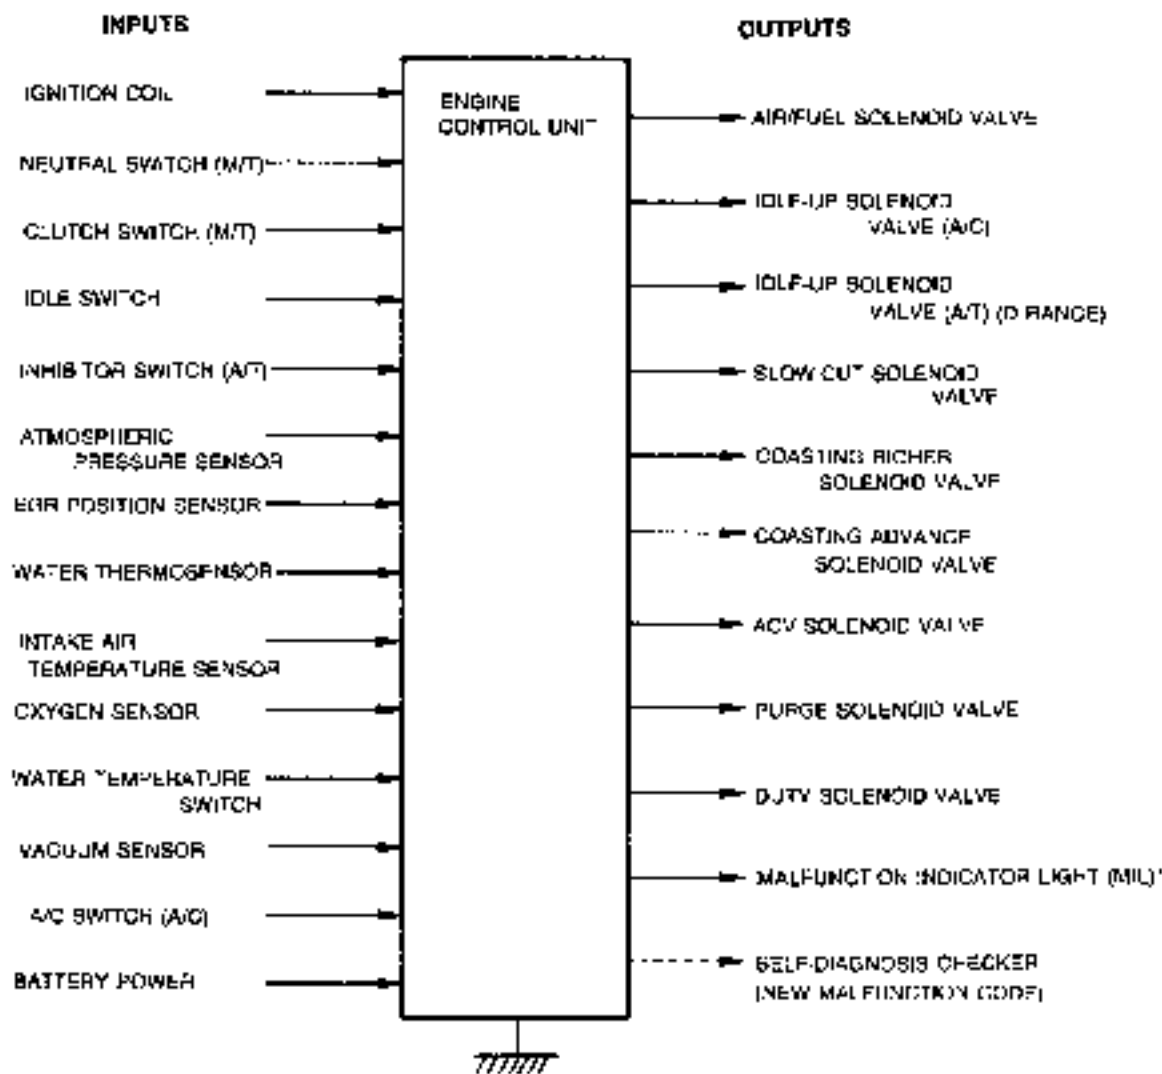 INPUTS
IGNITION COIL
NEUTRAL SWITCH (M/T)
CLUTCH SWITCH (M/T)
IDLE SWITCH
INHIBITOR SWITCH (A/T)
ATMOSPHERIC
PRESSURE SENSOR
EGR POSITION SENSOR
WATER THERMOSENSOR
INTAKE AIR
TEMPERATURE SENSOR
OXYGEN SENSOR
WATER TEMPERATURE
SWITCH
VACUUM SENSOR
A/C SWITCH (A/C)
BATTERY POWER
ENGINE
CONTROL UNIT
OUTPUTS
AIR/FUEL SOLENOID VALVE
IDLE-UP SOLENOID
VALVE (A/C)
IDLE-UP SOLENOID
VALVE (A/T) (D RANGE)
SLOW CUT SOLENOID
VALVE
COASTING RICHER
SOLENOID VALVE
COASTING ADVANCE
SOLENOID VALVE
ACV SOLENOID VALVE
PURGE SOLENOID VALVE
DUTY SOLENOID VALVE
MALFUNCTION INDICATOR LIGHT (MIL)*
SELF-DIAGNOSIS CHECKER
(NEW MALFUNCTION CODE)